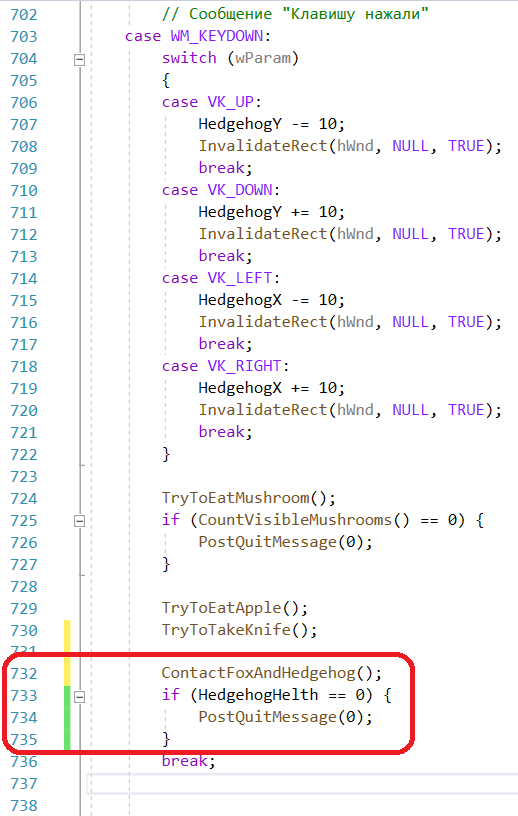 702 // Сообщение "Клавишу нажали"
703 case WM_KEYDOWN:
704 switch (wParam)
705 {
706 case VK_UP:
707 HedgehogY -= 10;
708 InvalidateRect(hWnd, NULL, TRUE);
709 break;
710 case VK_DOWN:
711 HedgehogY += 10;
712 InvalidateRect(hWnd, NULL, TRUE);
713 break;
714 case VK_LEFT:
715 HedgehogX -= 10;
716 InvalidateRect(hWnd, NULL, TRUE);
717 break;
718 case VK_RIGHT:
719 HedgehogX += 10;
720 InvalidateRect(hWnd, NULL, TRUE);
721 break;
722 }
723
724 TryToEatMushroom();
725 if (CountVisibleMushrooms() == 0) {
726 PostQuitMessage(0);
727 }
728
729 TryToEatApple();
730 TryToTakeKnife();
731
732 ContactFoxAndHedgehog();
733 if (HedgehogHelth == 0) {
734 PostQuitMessage(0);
735 }
736 break;
737
738